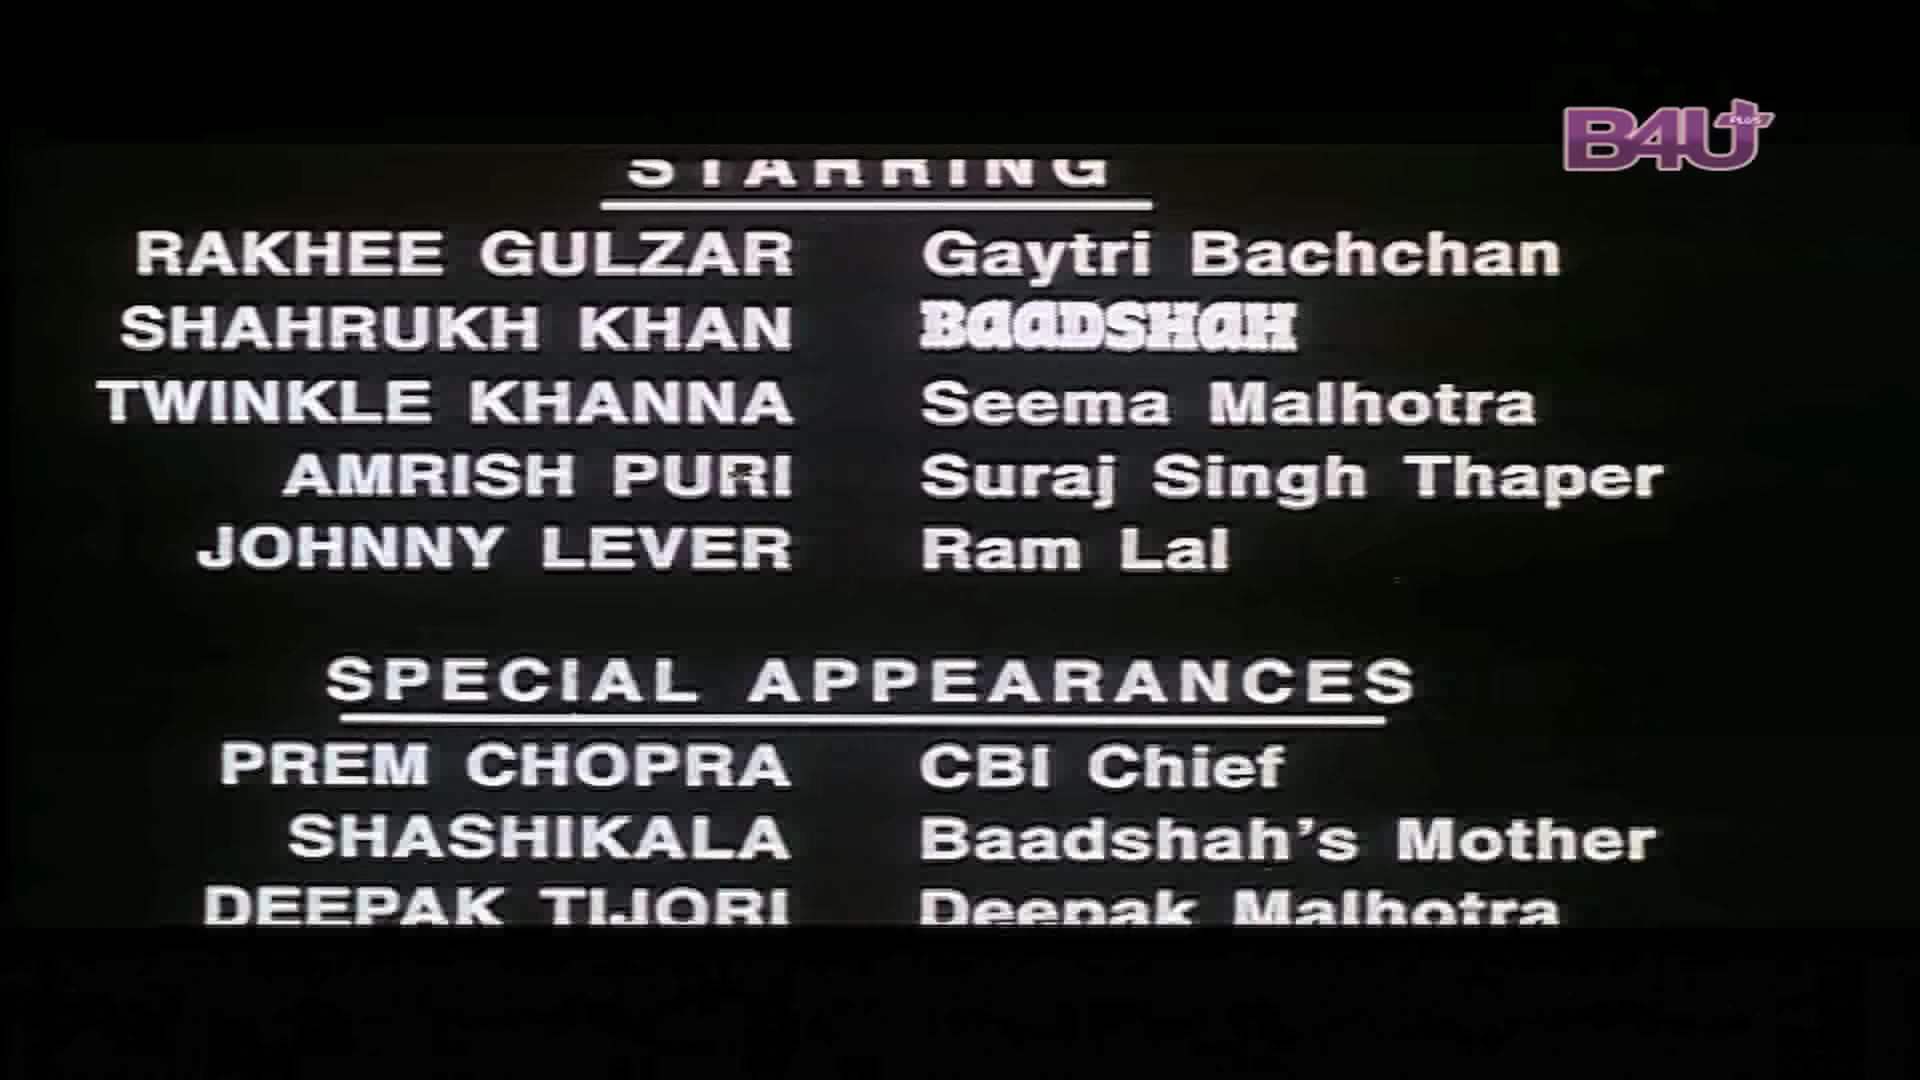 B4U PLUS
STARRING
RAKHEE GULZAR Gaytri Bachchan
SHAHRUKH KHAN BaaDSHaH
TWINKLE KHANNA Seema Malhotra
AMRISH PURI Suraj Singh Thaper
JOHNNY LEVER Ram Lal
SPECIAL APPEARANCES
PREM CHOPRA CBI Chief
SHASHIKALA Baadshah's Mother
DEEPAK TIJORI Deepak Malhotra